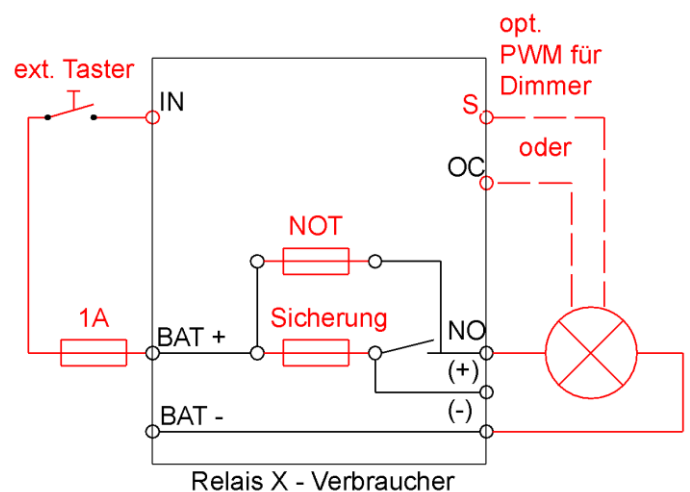 opt.
PWM für
Dimmer
ext. Taster
IN
S
oder
OC
NOT
1A
Sicherung
BAT +
NO
(+)
BAT -
(-)
Relais X - Verbraucher